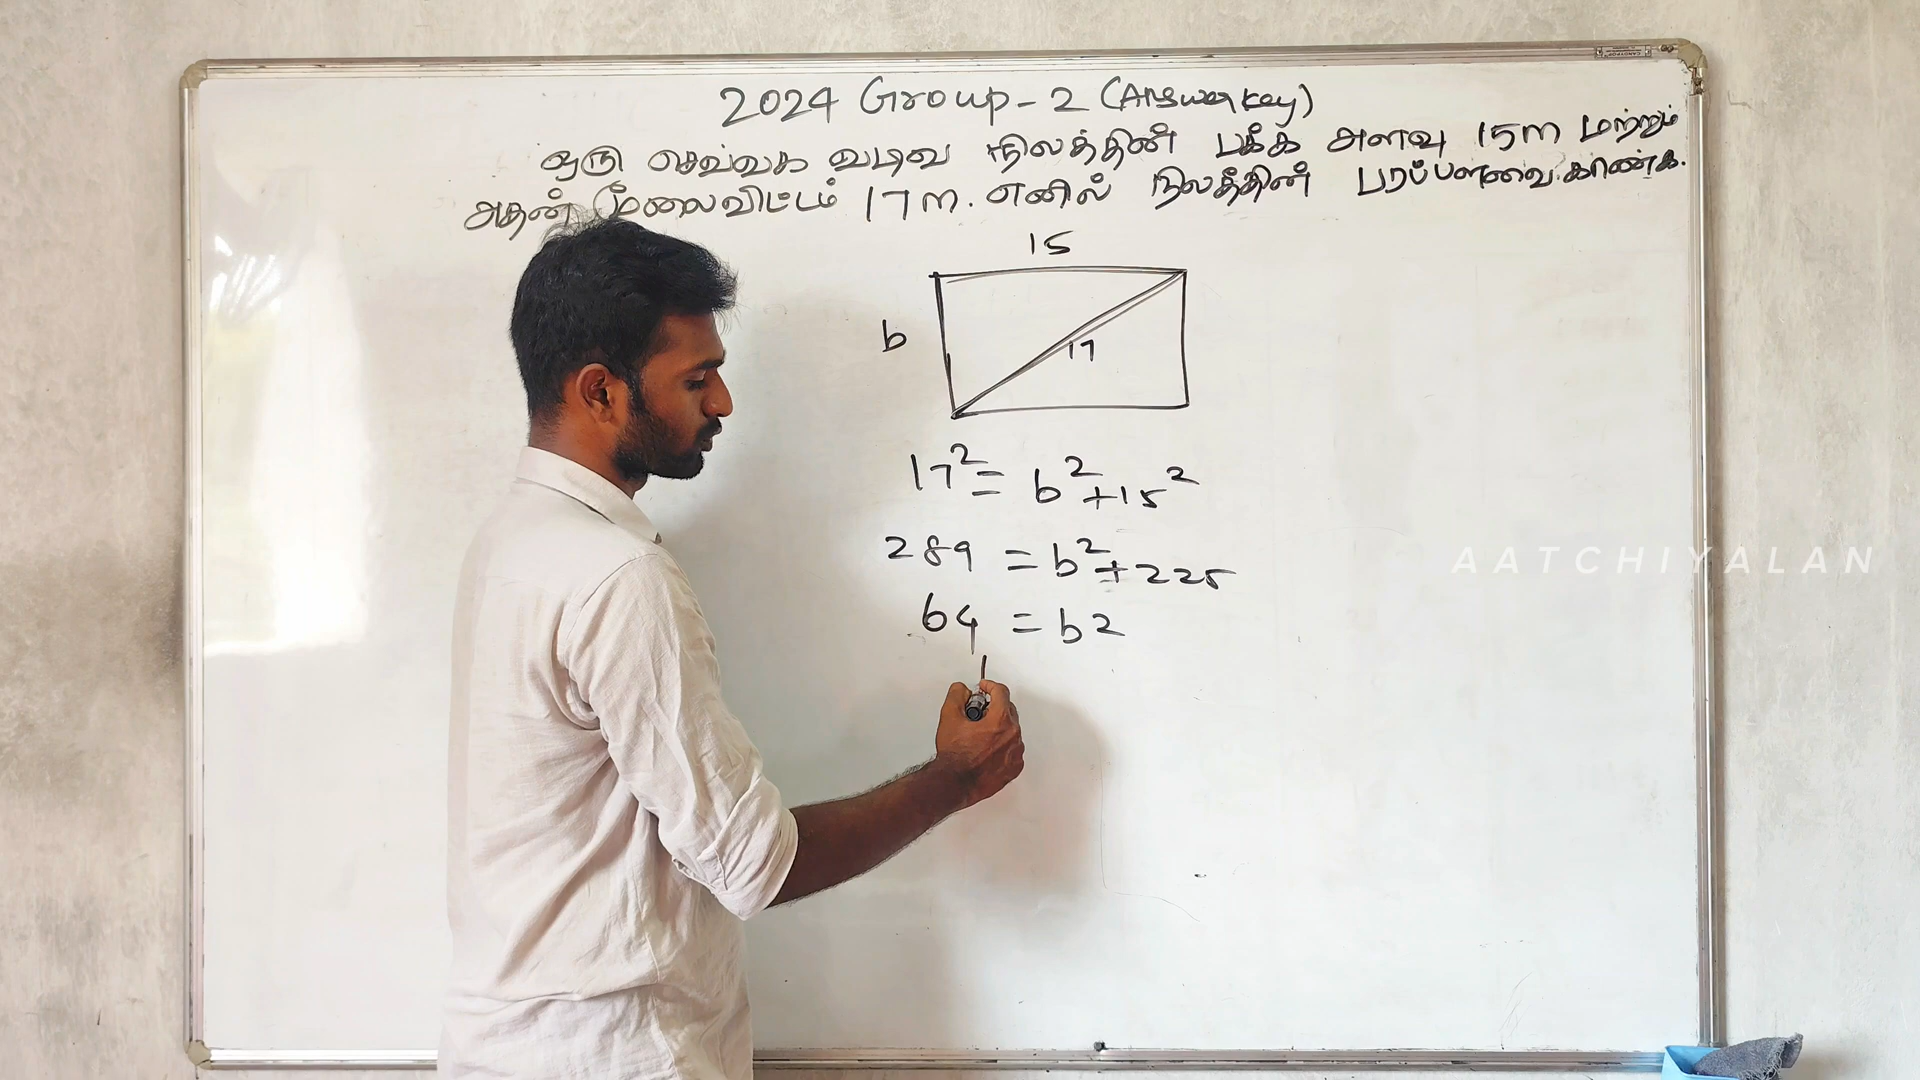 2024 Group-2 (Answer key)
ஒரு செவ்வக வடிவ நிலத்தின் பக்க அளவு 15m மற்றும்
அதன் மூலைவிட்டம் 17m. எனில் நிலத்தின் பரப்பளவை காண்க.
15
b
17
17² = b² + 15²
289 = b² + 225
64 = b2
AATCHIYALAN